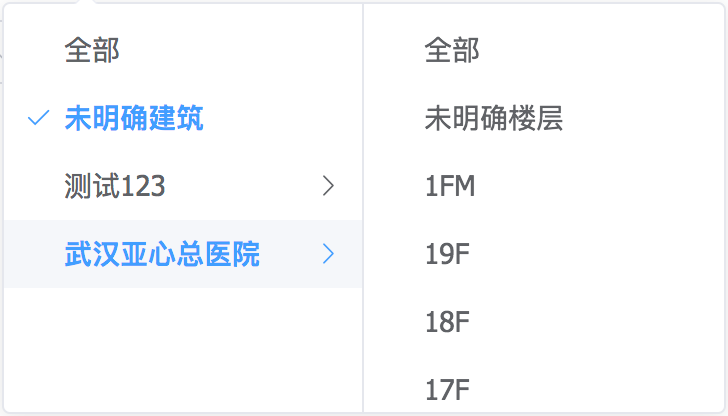 全部
未明确建筑
测试123
武汉亚心总医院
全部
未明确楼层
1FM
19F
18F
17F